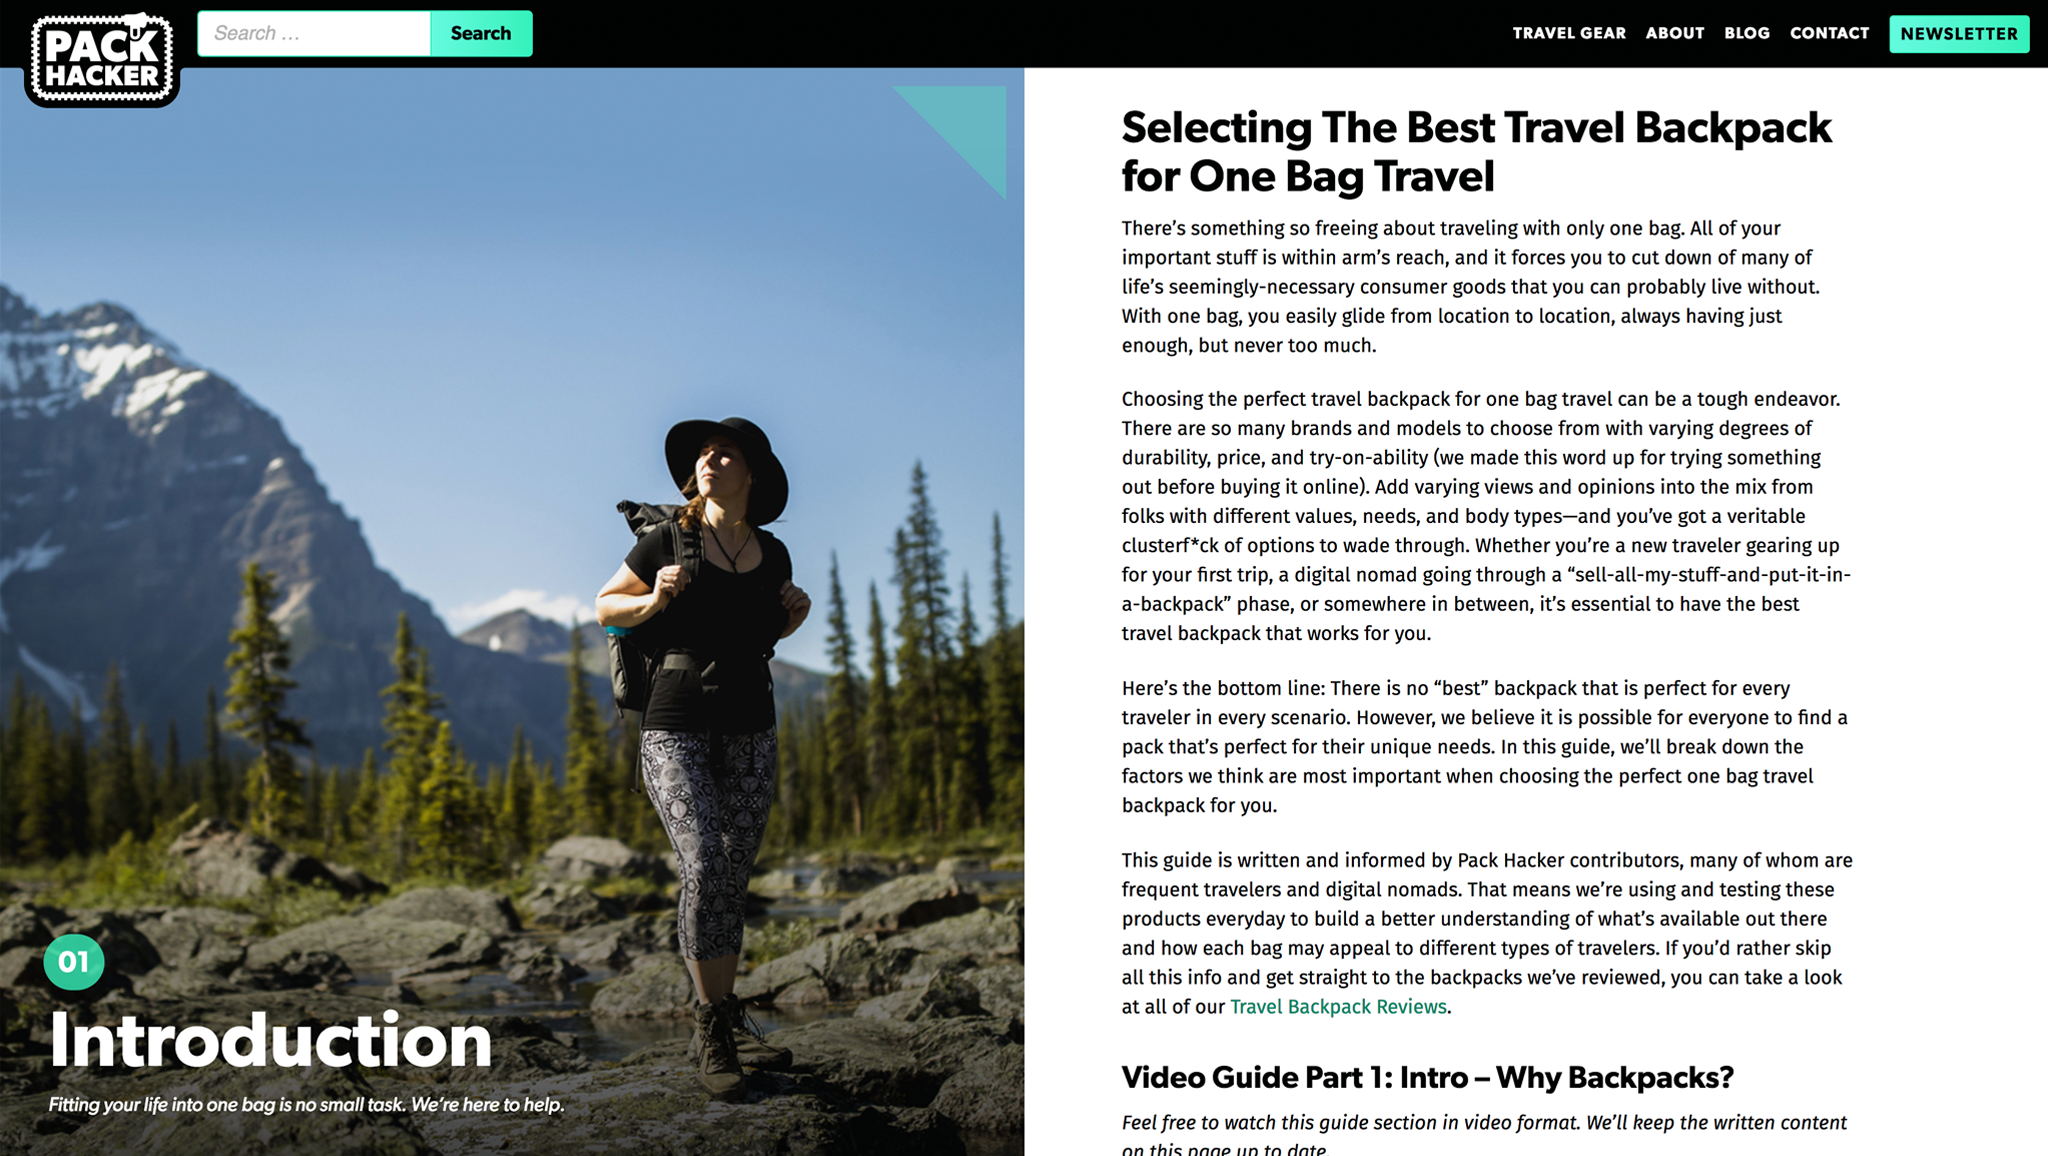 PACK
HACKER
Search ...
Search
TRAVEL GEAR
ABOUT
BLOG
CONTACT
NEWSLETTER
01
Introduction
Fitting your life into one bag is no small task. We’re here to help.
Selecting The Best Travel Backpack
for One Bag Travel
There’s something so freeing about traveling with only one bag. All of your
important stuff is within arm’s reach, and it forces you to cut down of many of
life’s seemingly-necessary consumer goods that you can probably live without.
With one bag, you easily glide from location to location, always having just
enough, but never too much.
Choosing the perfect travel backpack for one bag travel can be a tough endeavor.
There are so many brands and models to choose from with varying degrees of
durability, price, and try-on-ability (we made this word up for trying something
out before buying it online). Add varying views and opinions into the mix from
folks with different values, needs, and body types—and you’ve got a veritable
clusterf*ck of options to wade through. Whether you’re a new traveler gearing up
for your first trip, a digital nomad going through a “sell-all-my-stuff-and-put-it-in-
a-backpack” phase, or somewhere in between, it’s essential to have the best
travel backpack that works for you.
Here’s the bottom line: There is no “best” backpack that is perfect for every
traveler in every scenario. However, we believe it is possible for everyone to find a
pack that’s perfect for their unique needs. In this guide, we’ll break down the
factors we think are most important when choosing the perfect one bag travel
backpack for you.
This guide is written and informed by Pack Hacker contributors, many of whom are
frequent travelers and digital nomads. That means we’re using and testing these
products everyday to build a better understanding of what’s available out there
and how each bag may appeal to different types of travelers. If you’d rather skip
all this info and get straight to the backpacks we’ve reviewed, you can take a look
at all of our Travel Backpack Reviews.
Video Guide Part 1: Intro – Why Backpacks?
Feel free to watch this guide section in video format. We’ll keep the written content
on this page up to date.